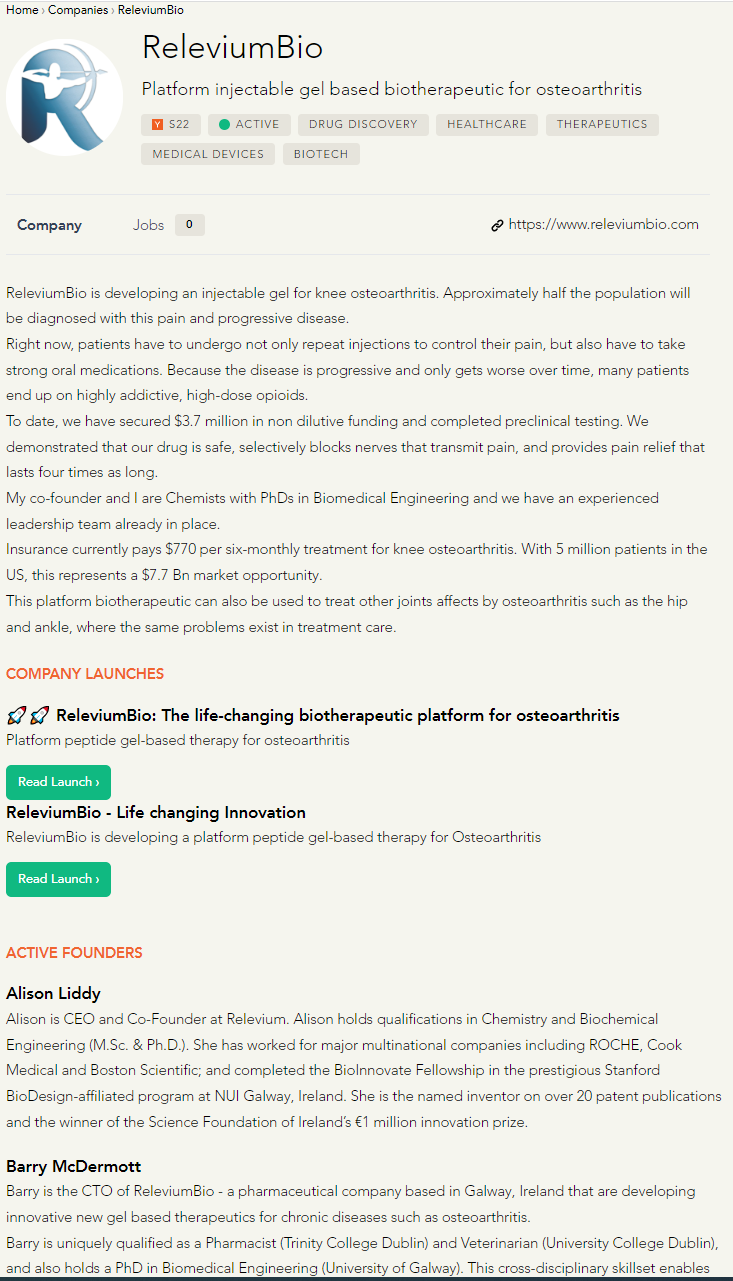 Home › Companies › ReleviumBio
ReleviumBio
Platform injectable gel based biotherapeutic for osteoarthritis
Y S22 ACTIVE DRUG DISCOVERY HEALTHCARE THERAPEUTICS
MEDICAL DEVICES BIOTECH
Company Jobs 0 https://www.releviumbio.com
ReleviumBio is developing an injectable gel for knee osteoarthritis. Approximately half the population will
be diagnosed with this pain and progressive disease.
Right now, patients have to undergo not only repeat injections to control their pain, but also have to take
strong oral medications. Because the disease is progressive and only gets worse over time, many patients
end up on highly addictive, high-dose opioids.
To date, we have secured $3.7 million in non dilutive funding and completed preclinical testing. We
demonstrated that our drug is safe, selectively blocks nerves that transmit pain, and provides pain relief that
lasts four times as long.
My co-founder and I are Chemists with PhDs in Biomedical Engineering and we have an experienced
leadership team already in place.
Insurance currently pays $770 per six-monthly treatment for knee osteoarthritis. With 5 million patients in the
US, this represents a $7.7 Bn market opportunity.
This platform biotherapeutic can also be used to treat other joints affects by osteoarthritis such as the hip
and ankle, where the same problems exist in treatment care.
COMPANY LAUNCHES
🚀🚀 ReleviumBio: The life-changing biotherapeutic platform for osteoarthritis
Platform peptide gel-based therapy for osteoarthritis
Read Launch ›
ReleviumBio - Life changing Innovation
ReleviumBio is developing a platform peptide gel-based therapy for Osteoarthritis
Read Launch ›
ACTIVE FOUNDERS
Alison Liddy
Alison is CEO and Co-Founder at Relevium. Alison holds qualifications in Chemistry and Biochemical
Engineering (M.Sc. & Ph.D.). She has worked for major multinational companies including ROCHE, Cook
Medical and Boston Scientific; and completed the BioInnovate Fellowship in the prestigious Stanford
BioDesign-affiliated program at NUI Galway, Ireland. She is the named inventor on over 20 patent publications
and the winner of the Science Foundation of Ireland's €1 million innovation prize.
Barry McDermott
Barry is the CTO of ReleviumBio - a pharmaceutical company based in Galway, Ireland that are developing
innovative new gel based therapeutics for chronic diseases such as osteoarthritis.
Barry is uniquely qualified as a Pharmacist (Trinity College Dublin) and Veterinarian (University College Dublin),
and also holds a PhD in Biomedical Engineering (University of Galway). This cross-disciplinary skillset enables